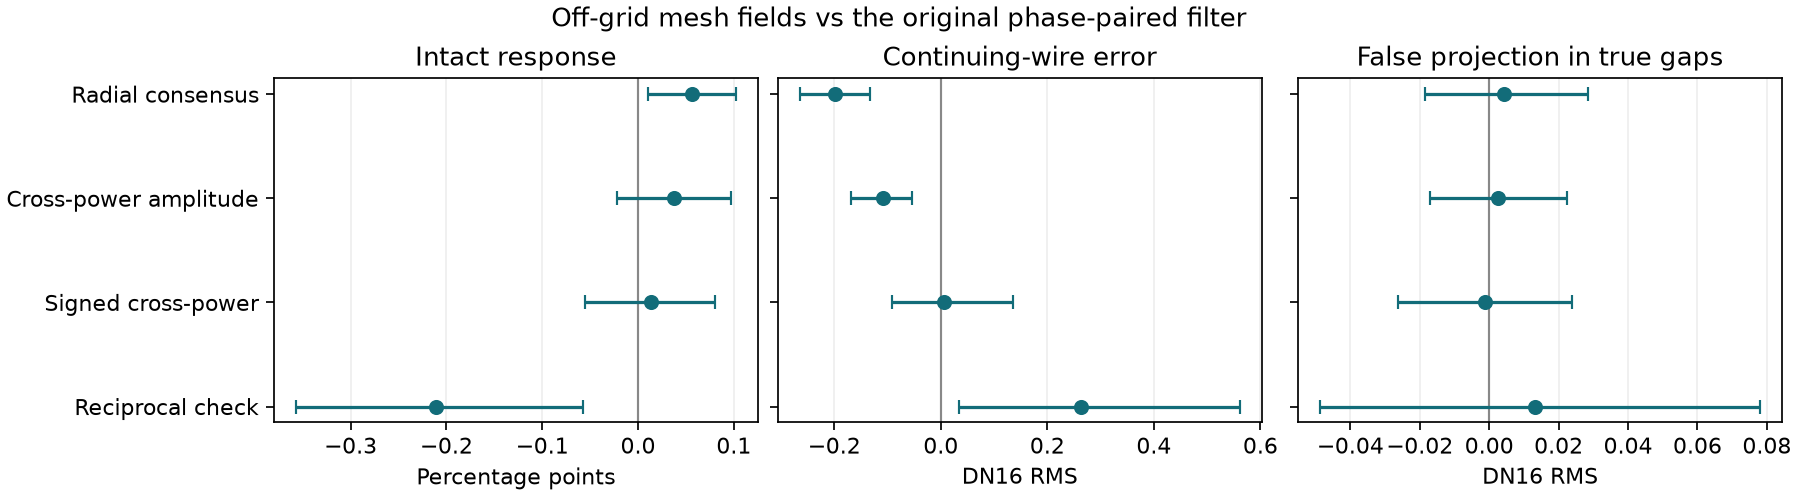 Off-grid mesh fields vs the original phase-paired filter
Intact response
Continuing-wire error
False projection in true gaps
Radial consensus
Cross-power amplitude
Signed cross-power
Reciprocal check
−0.3 −0.2 −0.1 0.0 0.1
−0.2 0.0 0.2 0.4 0.6
−0.04 −0.02 0.00 0.02 0.04 0.06 0.08
Percentage points
DN16 RMS
DN16 RMS